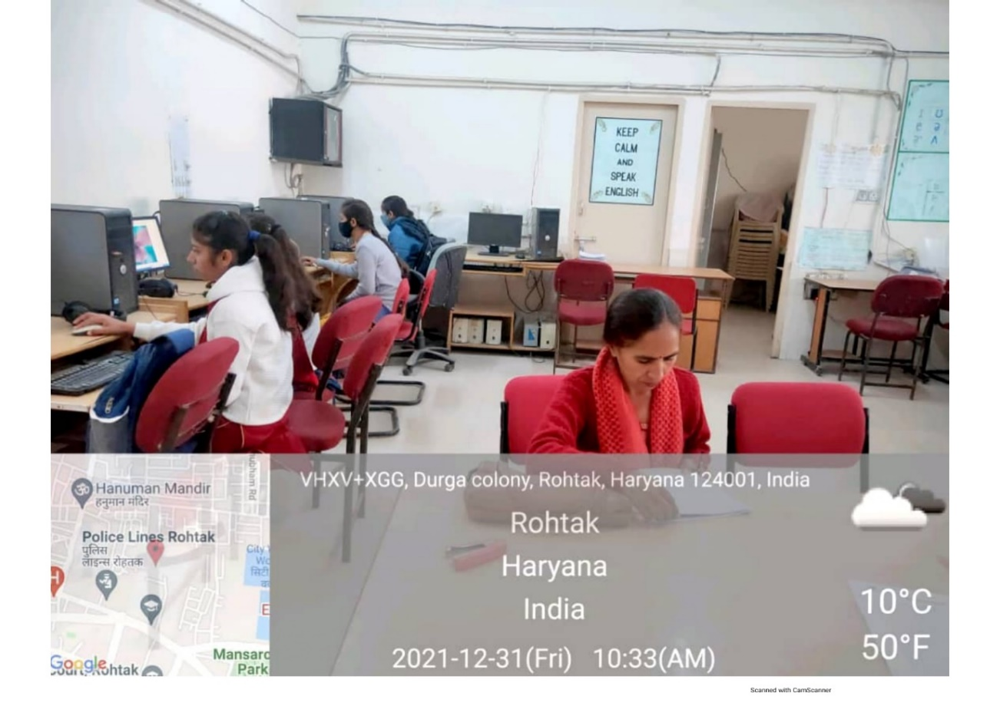 KEEP
CALM
AND
SPEAK
ENGLISH
VHXV+XGG, Durga colony, Rohtak, Haryana 124001, India
Rohtak
Haryana
India
2021-12-31(Fri) 10:33(AM)
10°C
50°F
Hanuman Mandir
हनुमान मंदिर
Police Lines Rohtak
पुलिस
लाइन्स रोहतक
City
H
Mansaro
Park
Google
Rohtak
Scanned with CamScanner